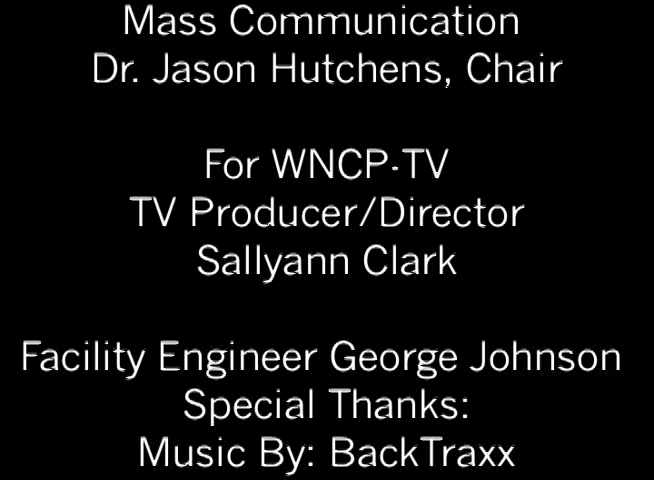 Mass Communication
Dr. Jason Hutchens, Chair
For WNCP-TV
TV Producer/Director
Sallyann Clark
Facility Engineer George Johnson
Special Thanks:
Music By: BackTraxx